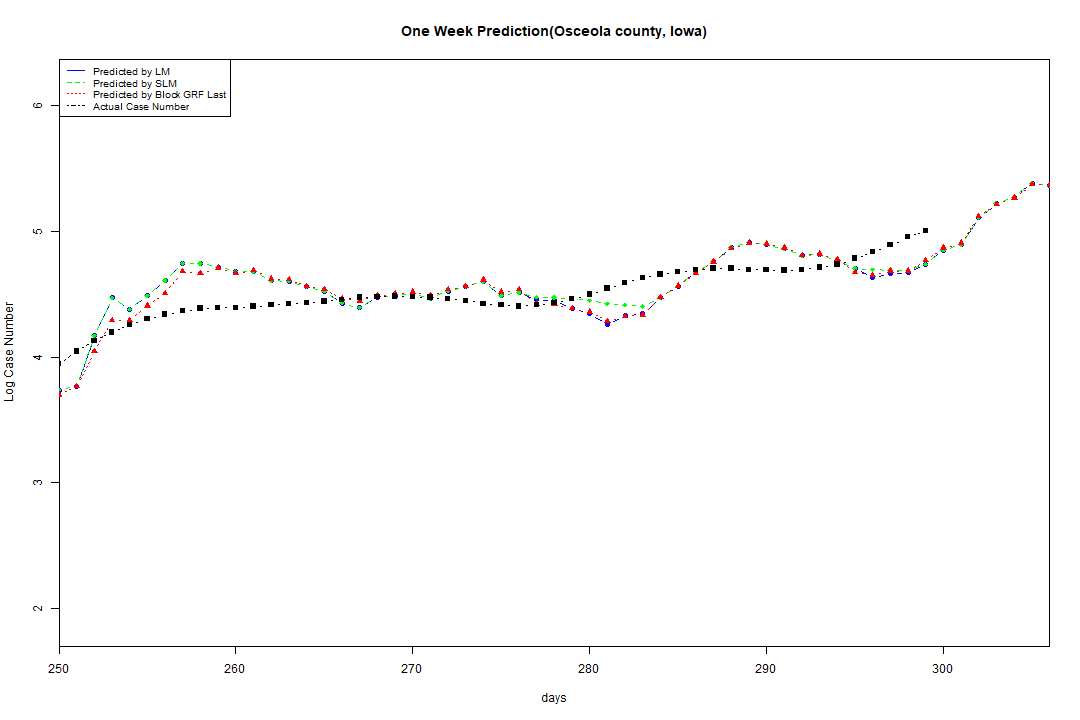 One Week Prediction(Osceola county, Iowa)
Predicted by LM
Predicted by SLM
Predicted by Block GRF Last
Actual Case Number
6
5
4
3
2
Log Case Number
250 260 270 280 290 300
days